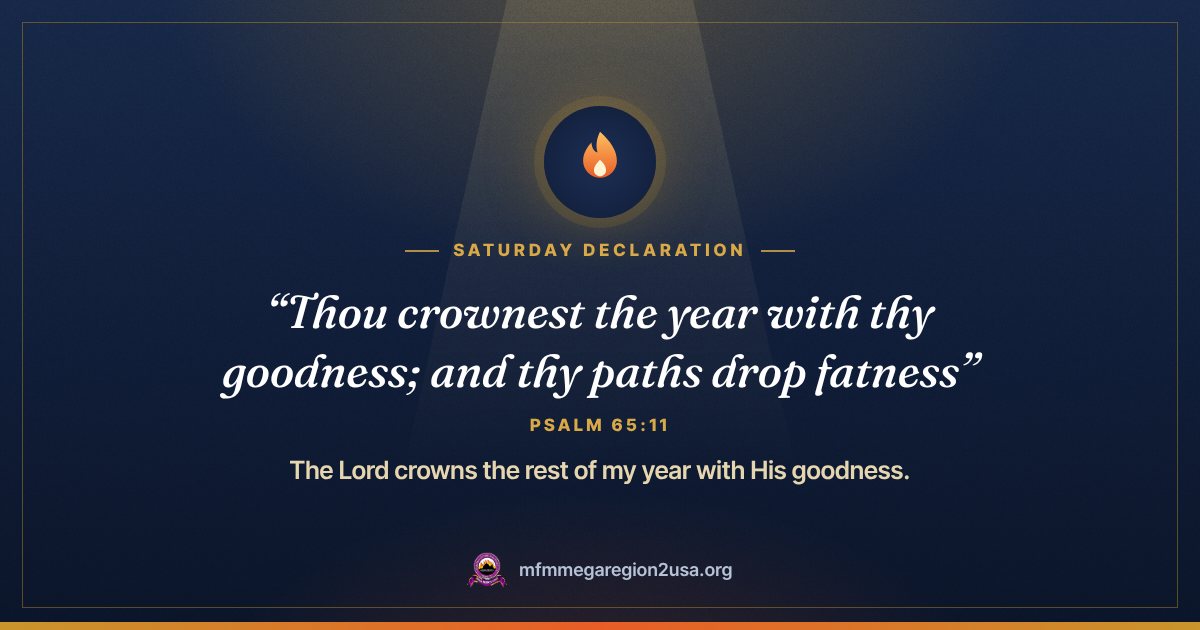 SATURDAY DECLARATION
“Thou crownest the year with thy
goodness; and thy paths drop fatness”
PSALM 65:11
The Lord crowns the rest of my year with His goodness.
mfmmegaregion2usa.org